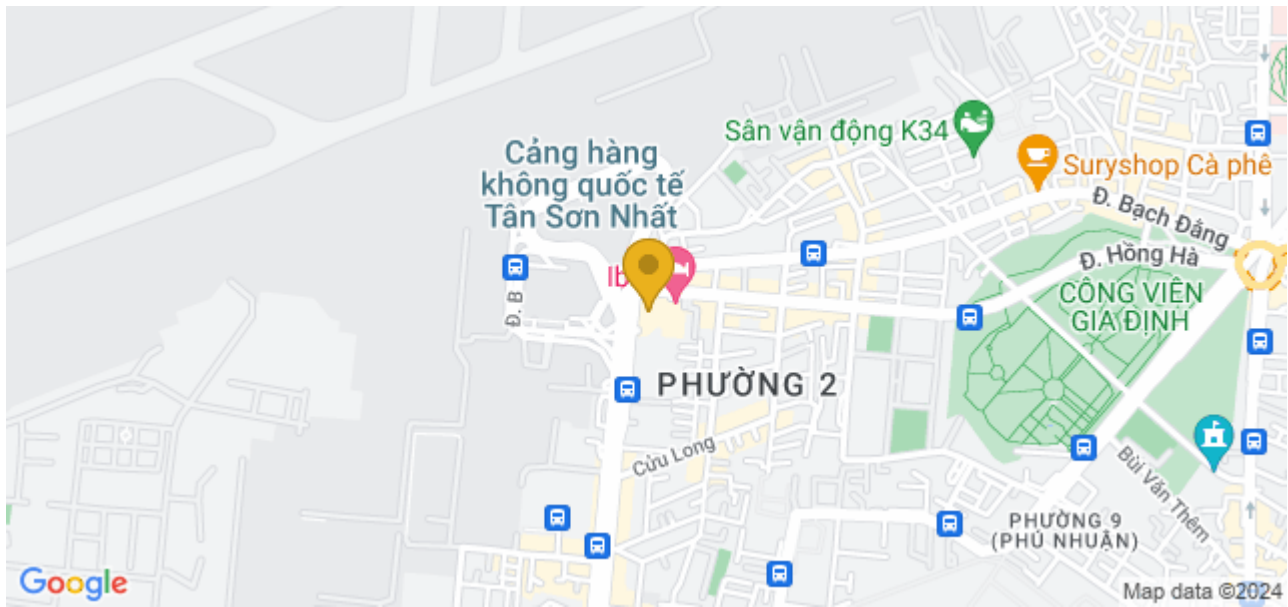 Sân vận động K34
Cảng hàng
không quốc tế
Tân Sơn Nhất
Suryshop Cà phê
Đ. Bạch Đằng
Đ. Hồng Hà
Đ. B
CÔNG VIÊN
GIA ĐỊNH
PHƯỜNG 2
Cửu Long
Bùi Văn Thêm
PHƯỜNG 9
(PHÚ NHUẬN)
Google
Map data ©2024